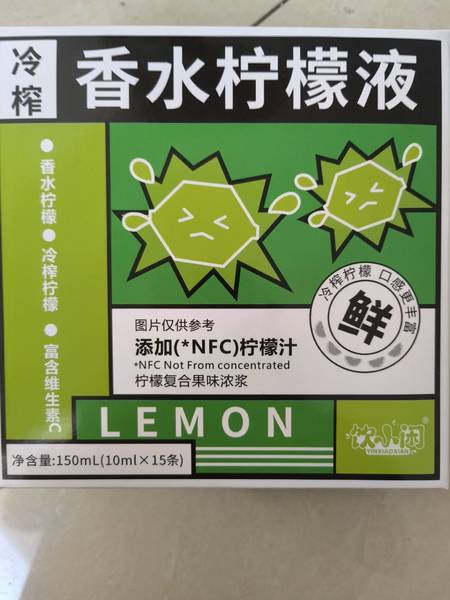 冷榨
香水柠檬液
●香水柠檬●冷榨柠檬●富含维生素C
冷榨柠檬 口感更丰富
鲜
图片仅供参考
添加(*NFC)柠檬汁
*NFC Not From concentrated
柠檬复合果味浓浆
LEMON
饮小闲®
YINXIAOXIAN
净含量:150mL(10ml×15条)